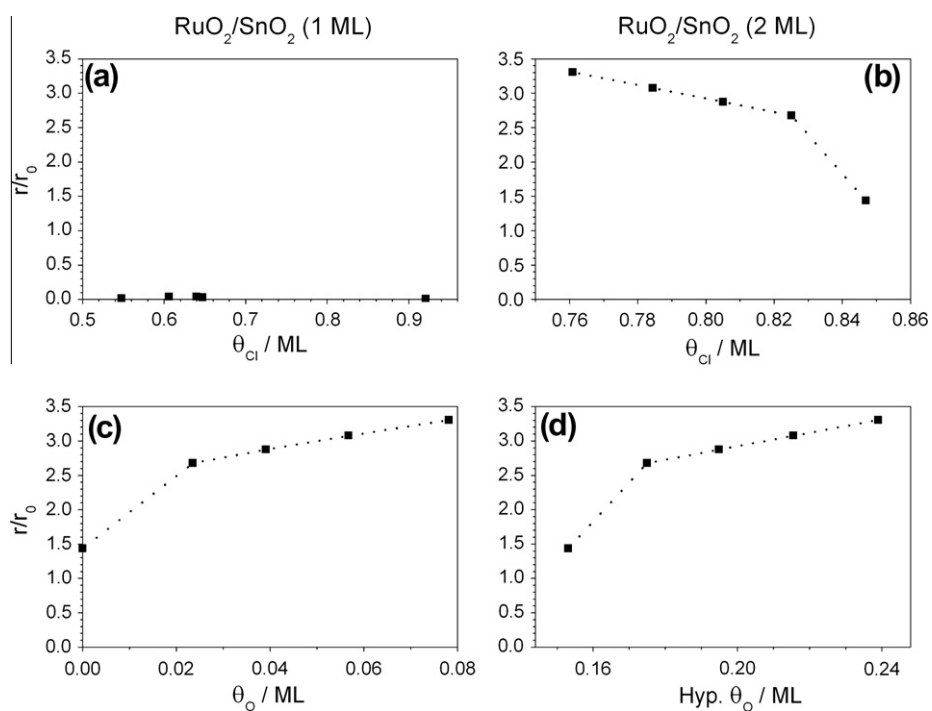 RuO2/SnO2 (1 ML)
RuO2/SnO2 (2 ML)
(a)
3.5
3.0
2.5
2.0
1.5
1.0
0.5
0.0
r/r0
0.5 0.6 0.7 0.8 0.9
θCl / ML
(b)
3.5
3.0
2.5
2.0
1.5
1.0
0.5
0.0
0.76 0.78 0.80 0.82 0.84 0.86
θCl / ML
(c)
3.5
3.0
2.5
2.0
1.5
1.0
0.5
0.0
r/r0
0.00 0.02 0.04 0.06 0.08
θO / ML
(d)
3.5
3.0
2.5
2.0
1.5
1.0
0.5
0.0
0.16 0.20 0.24
Hyp. θO / ML